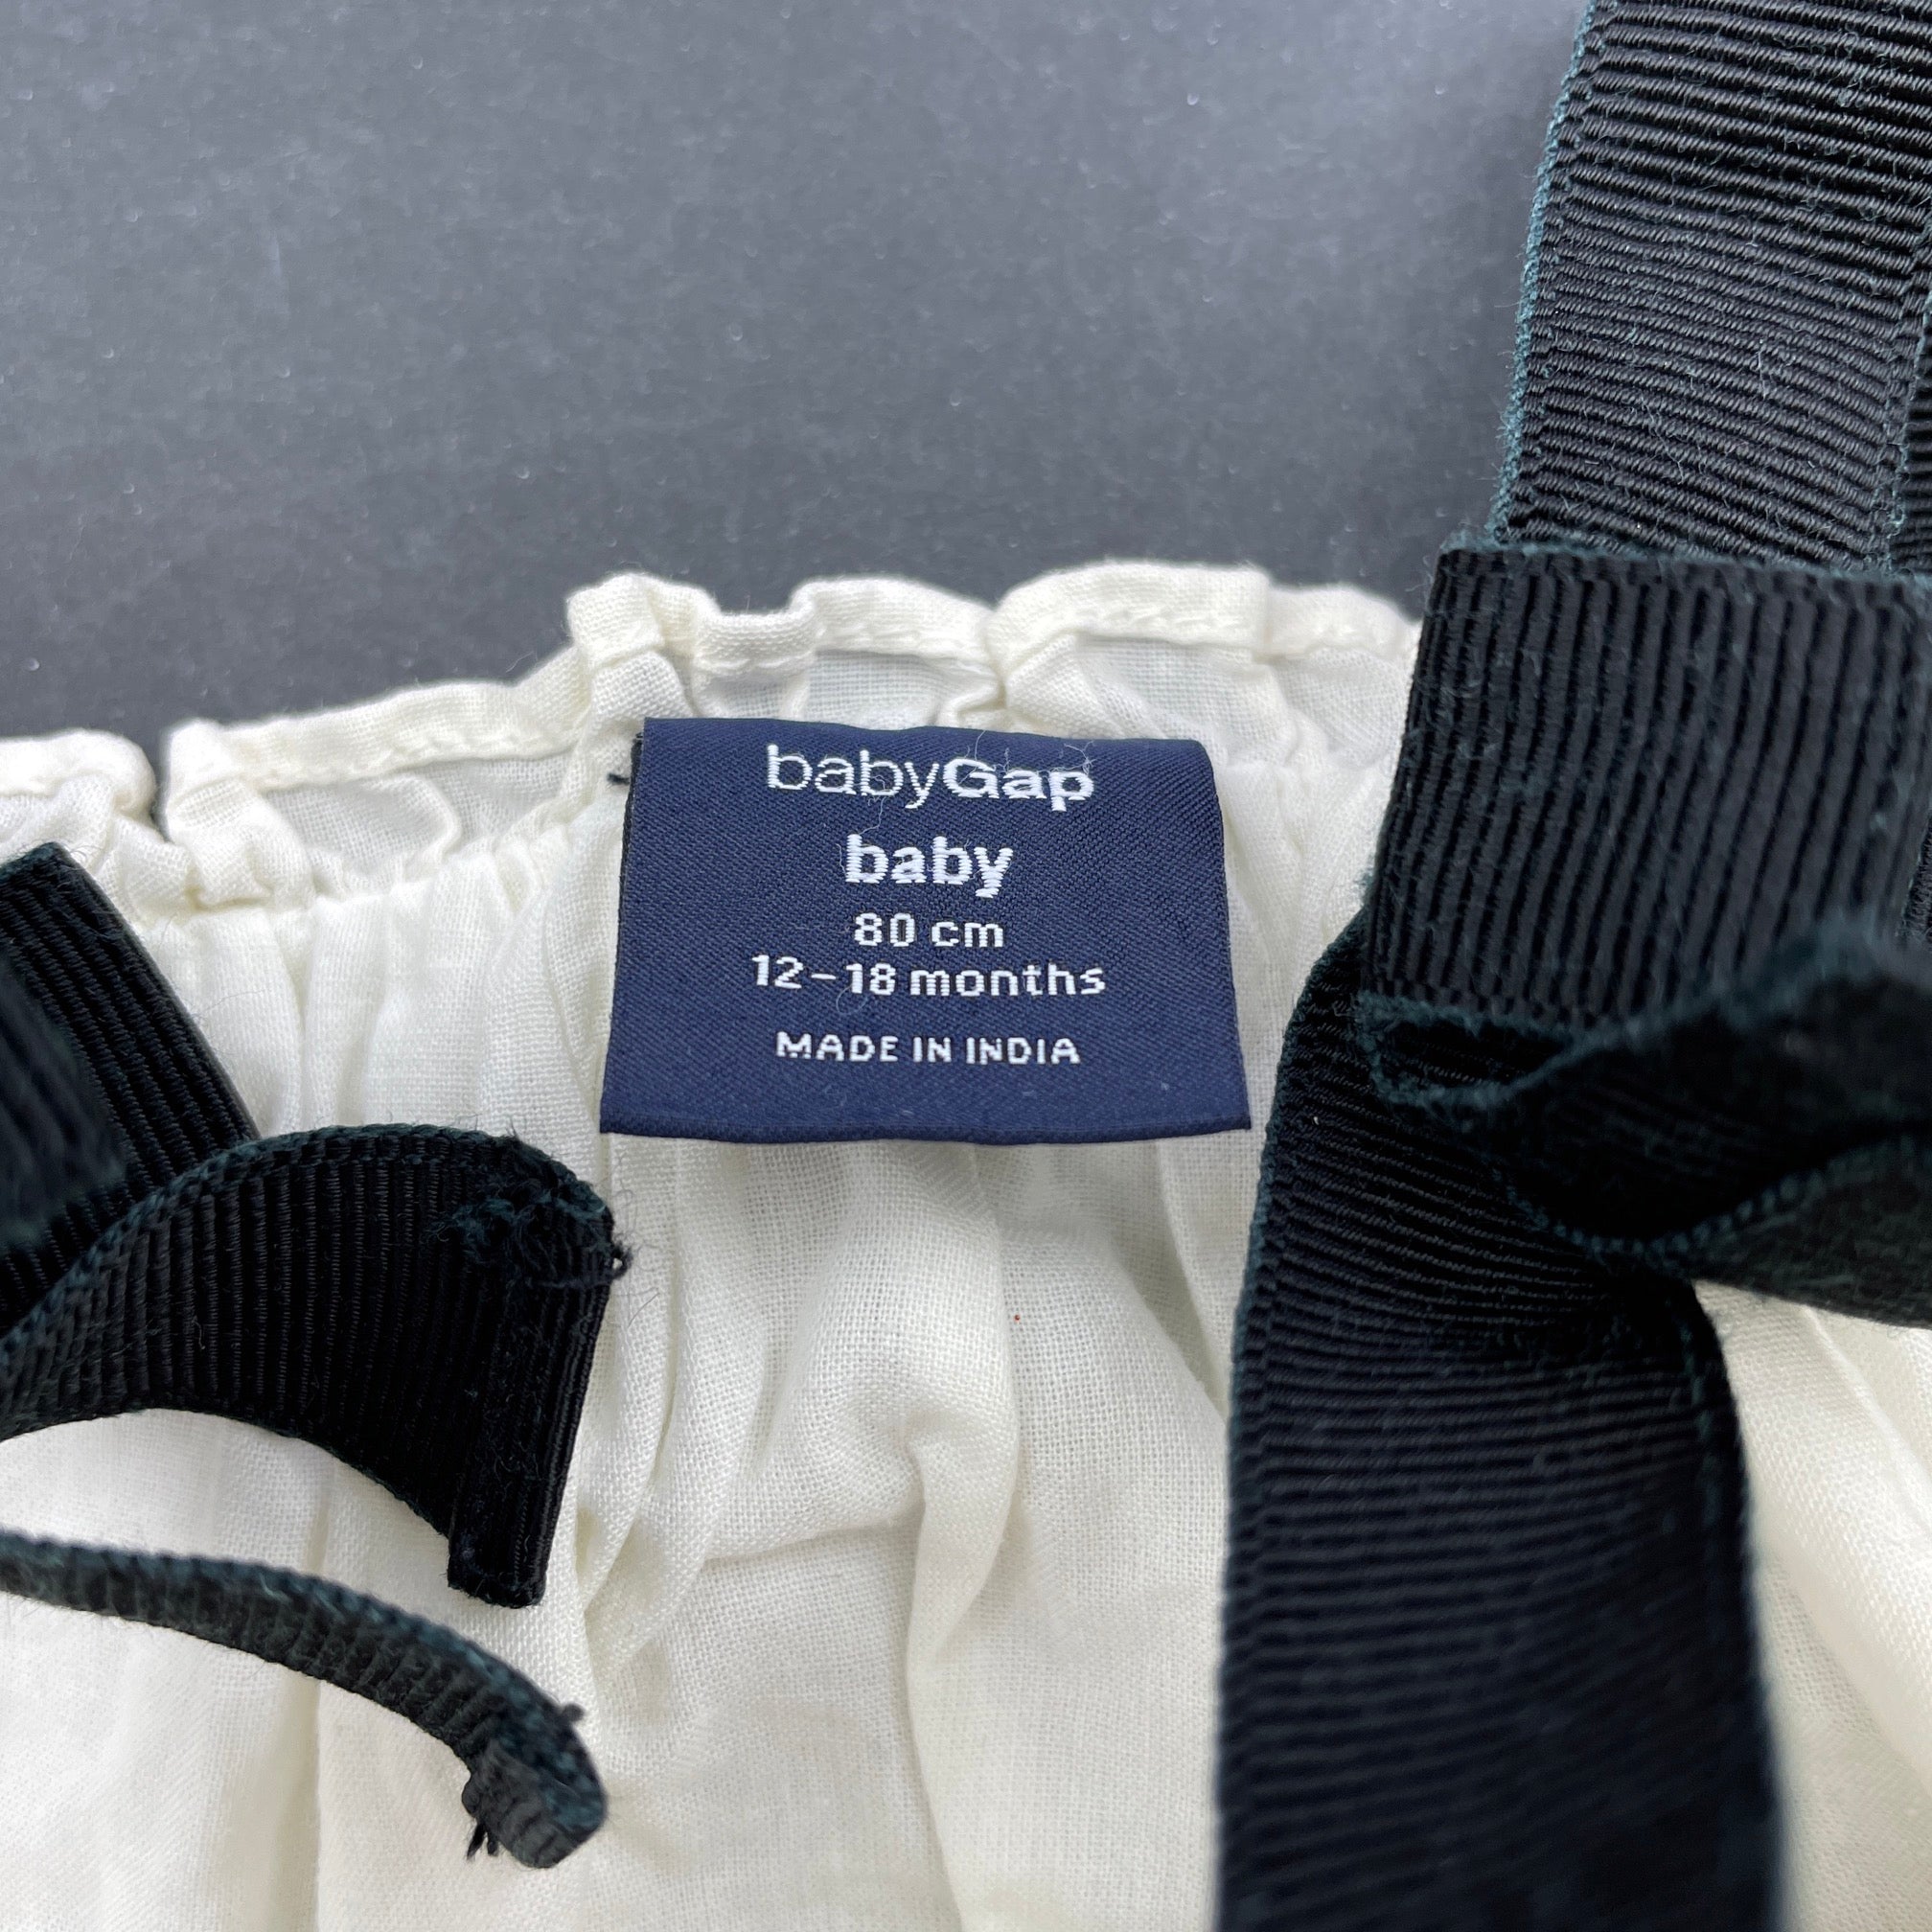 babyGap
baby
80 cm
12-18 months
MADE IN INDIA